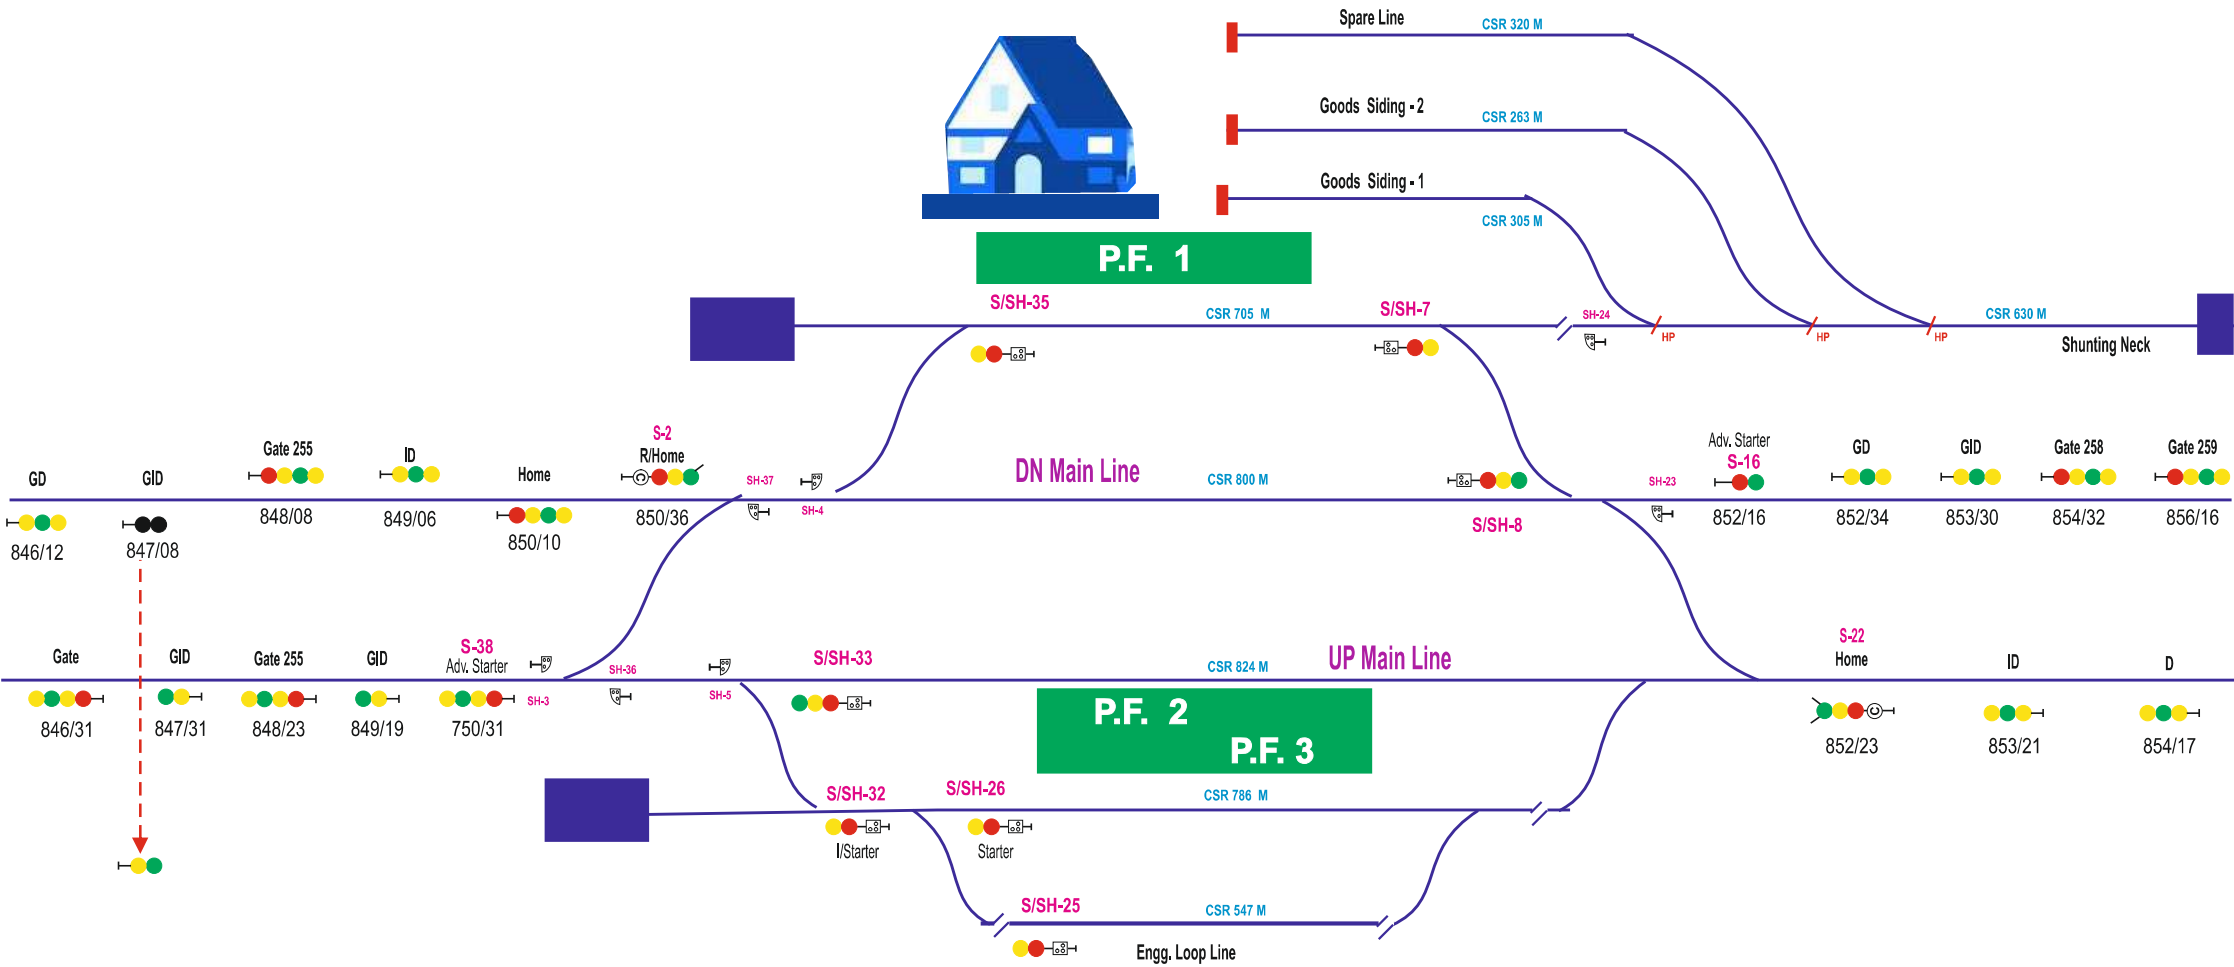 Spare Line
CSR 320 M
Goods Siding - 2
CSR 263 M
Goods Siding - 1
CSR 305 M
P.F. 1
S/SH-35
CSR 705 M
S/SH-7
SH-24
HP
HP
HP
CSR 630 M
Shunting Neck
GD
846/12
GID
847/08
Gate 255
848/08
ID
849/06
Home
850/10
S-2
R/Home
C
850/36
SH-37
SH-4
DN Main Line
CSR 800 M
S/SH-8
SH-23
Adv. Starter
S-16
852/16
GD
852/34
GID
853/30
Gate 258
854/32
Gate 259
856/16
Gate
846/31
GID
847/31
Gate 255
848/23
GID
849/19
S-38
Adv. Starter
750/31
SH-3
SH-36
SH-5
S/SH-33
CSR 824 M
UP Main Line
S-22
Home
C
852/23
ID
853/21
D
854/17
P.F. 2
P.F. 3
S/SH-32
I/Starter
S/SH-26
Starter
CSR 786 M
S/SH-25
CSR 547 M
Engg. Loop Line